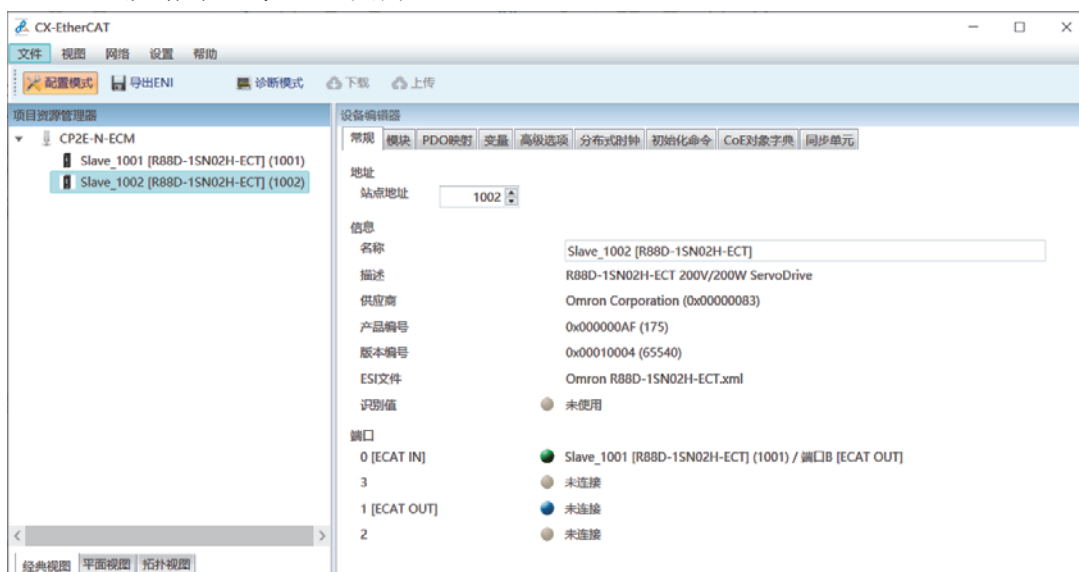 CX-EtherCAT
文件 视图 网络 设置 帮助
配置模式 导出ENI 诊断模式 下载 上传
项目资源管理器
CP2E-N-ECM
Slave_1001 [R88D-1SN02H-ECT] (1001)
Slave_1002 [R88D-1SN02H-ECT] (1002)
经典视图 平面视图 拓扑视图
设备编辑器
常规 模块 PDO映射 变量 高级选项 分布式时钟 初始化命令 CoE对象字典 同步单元
地址
站点地址 1002
信息
名称 Slave_1002 [R88D-1SN02H-ECT]
描述 R88D-1SN02H-ECT 200V/200W ServoDrive
供应商 Omron Corporation (0x00000083)
产品编号 0x000000AF (175)
版本编号 0x00010004 (65540)
ESI文件 Omron R88D-1SN02H-ECT.xml
识别值 未使用
端口
0 [ECAT IN] Slave_1001 [R88D-1SN02H-ECT] (1001) / 端口B [ECAT OUT]
3 未连接
1 [ECAT OUT] 未连接
2 未连接